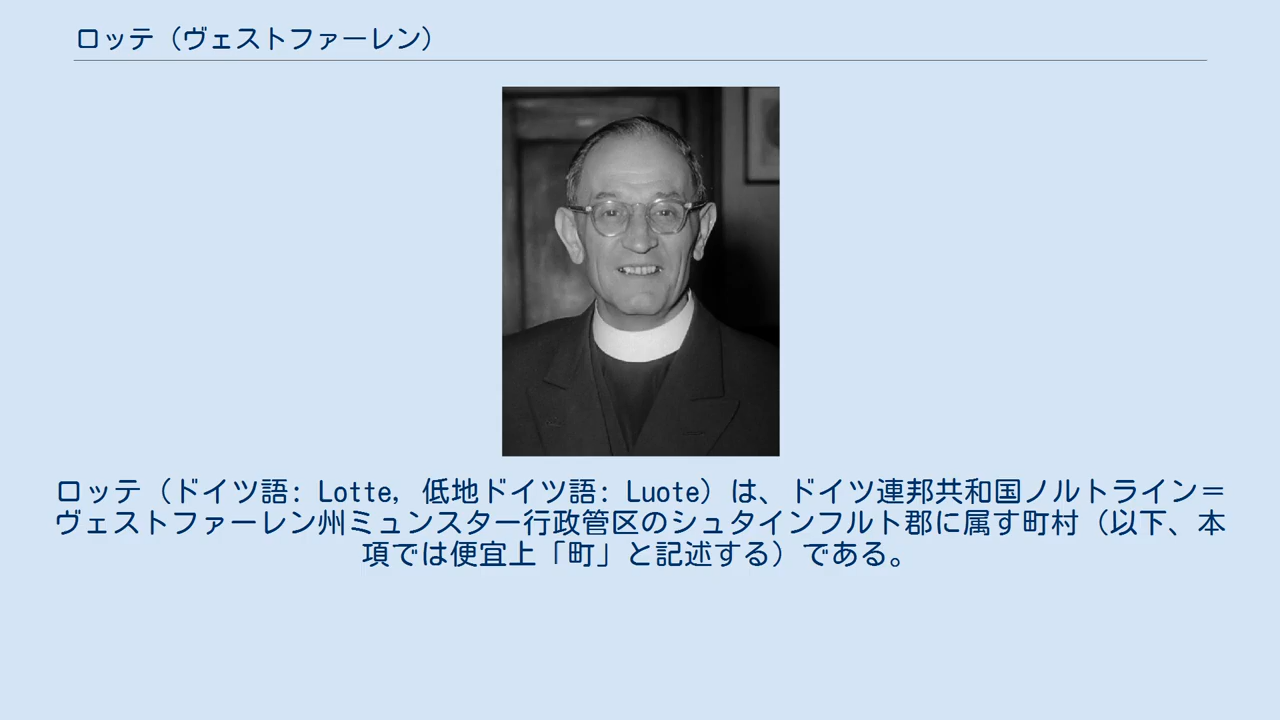 ロッテ（ヴェストファーレン）
ロッテ（ドイツ語: Lotte, 低地ドイツ語: Luote）は、ドイツ連邦共和国ノルトライン＝
ヴェストファーレン州ミュンスター行政管区のシュタインフルト郡に属す町村（以下、本
項では便宜上「町」と記述する）である。